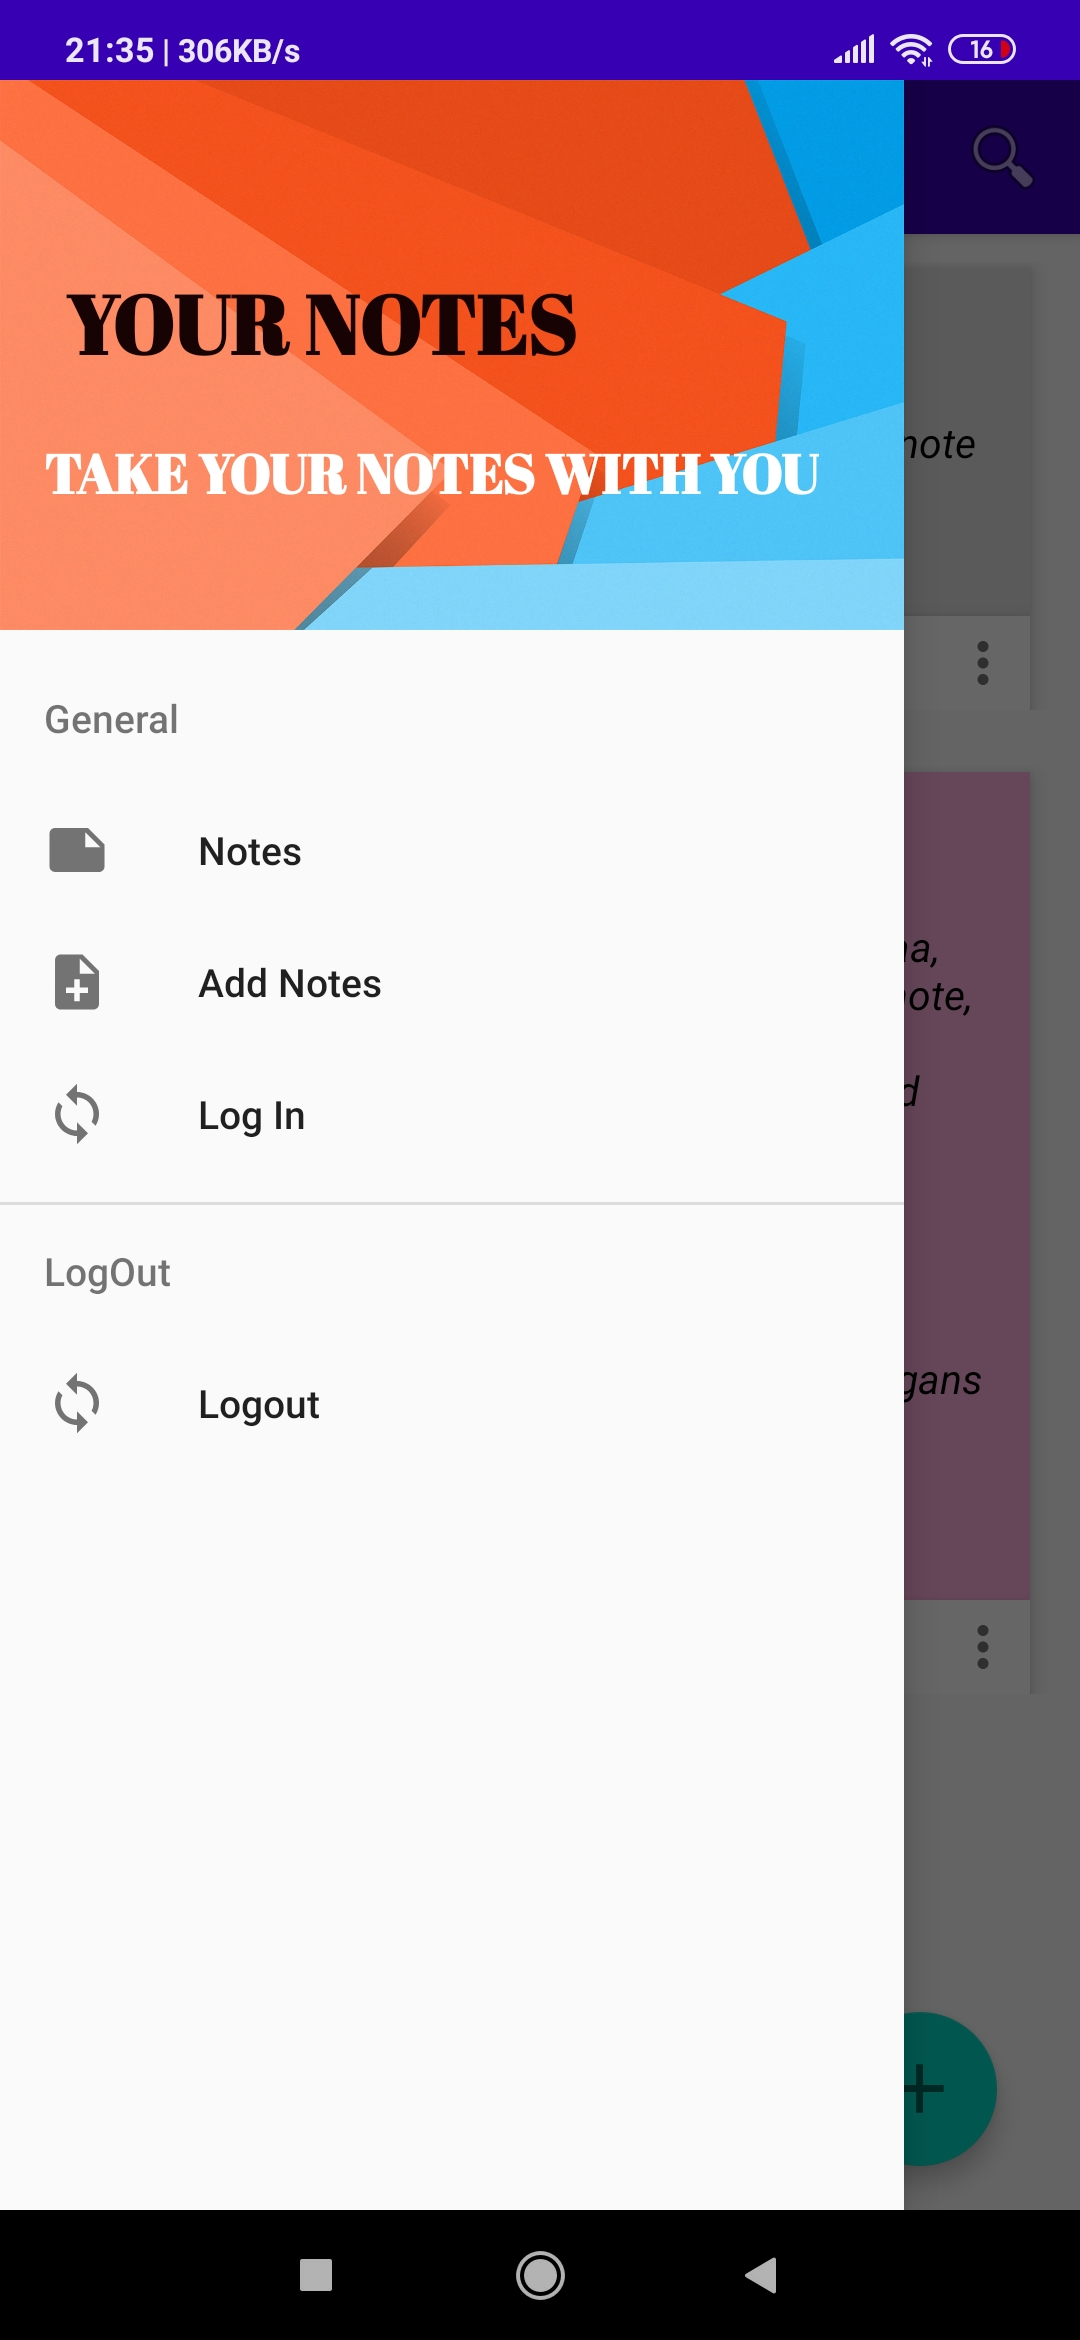 21:35 | 306KB/s
16
YOUR NOTES
TAKE YOUR NOTES WITH YOU
note
General
Notes
Add Notes
Log In
LogOut
Logout